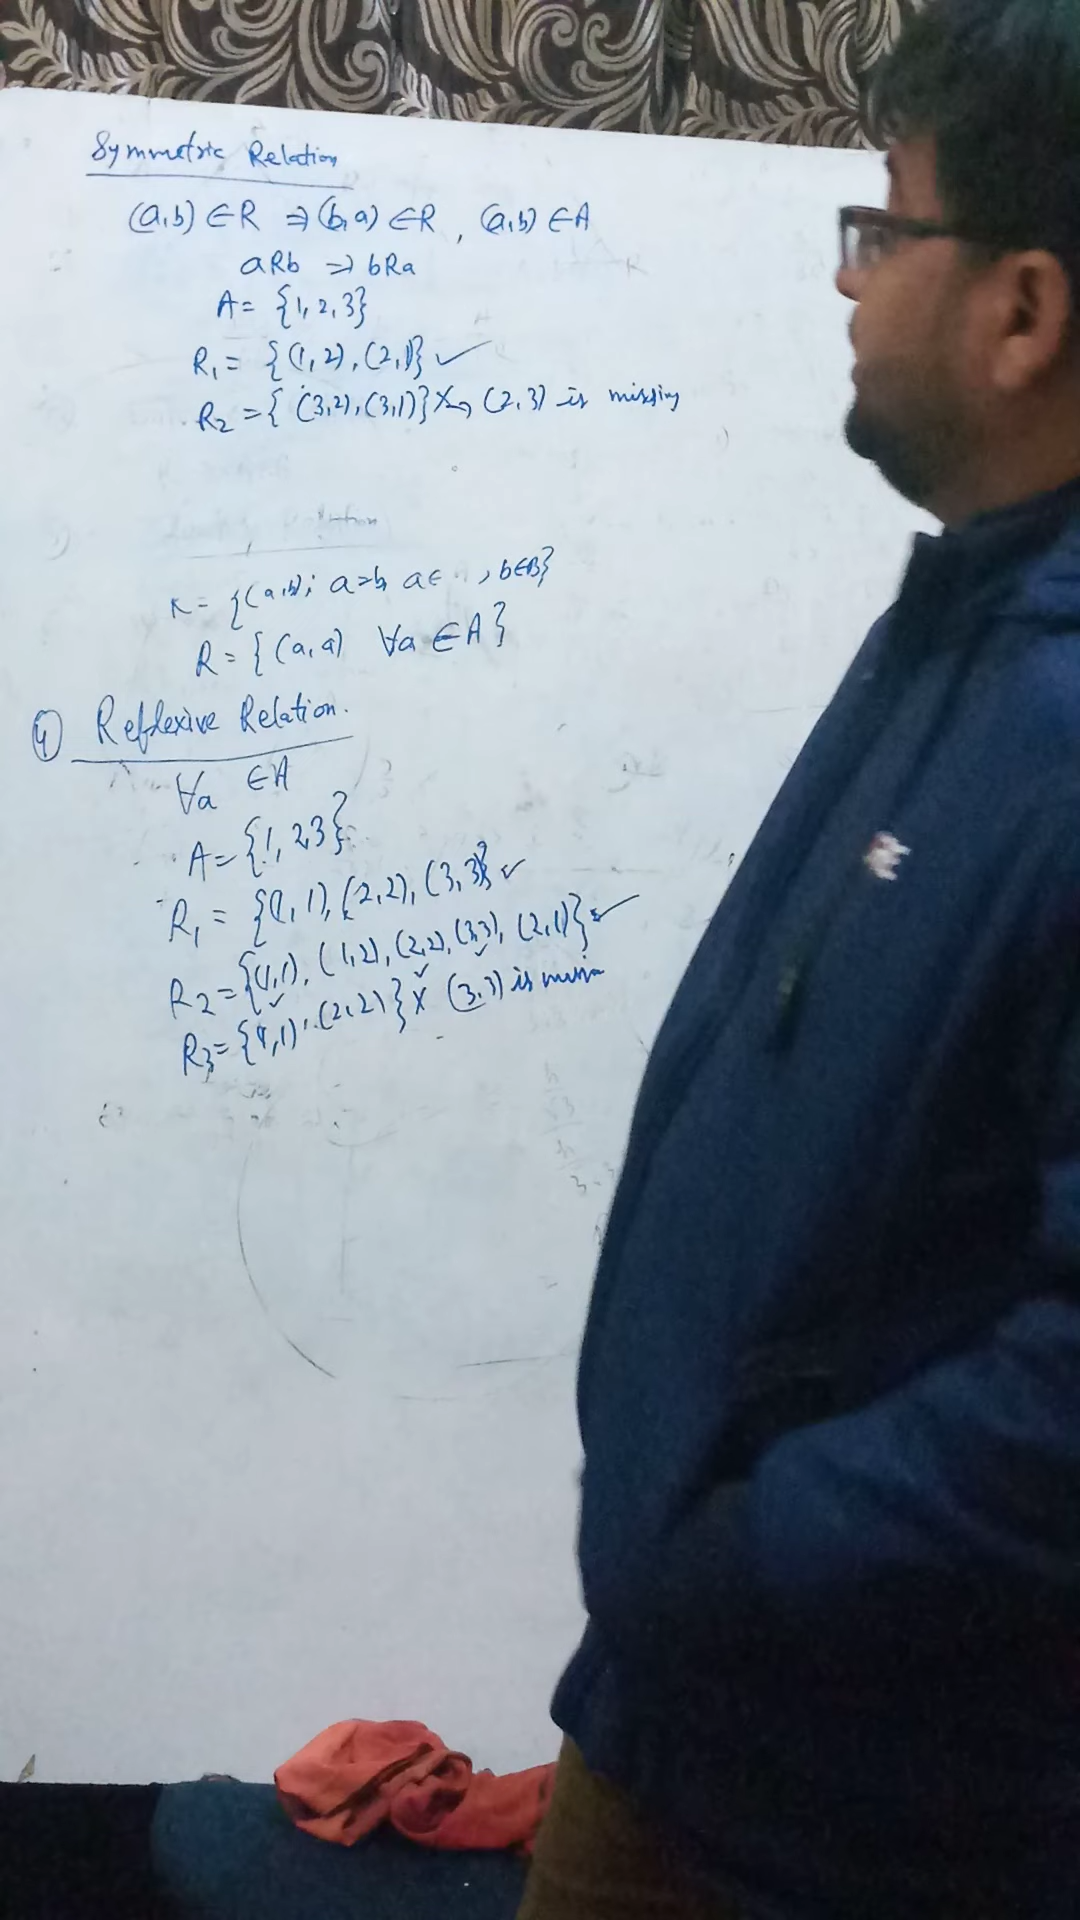 Symmetric Relation
(a,b) ∈ R ⇒ (b,a) ∈ R, (a,b) ∈ A
aRb ⇒ bRa
A = {1, 2, 3}
R₁ = {(1,2), (2,1)} ✓
R₂ = {(3,2), (3,1)} X → (2,3) is missing
R = {(a,b); a=b, a∈ , b∈B}
R = {(a,a) ∀a ∈ A}
④ Reflexive Relation.
∀a ∈A
A = {1, 2, 3}
R₁ = {(1,1), (2,2), (3,3)} ✓
R₂ = {(1,1), (1,2), (2,2), (3,3), (2,1)} ✓
R₃ = {(1,1), (2,2)} X (3,3) is